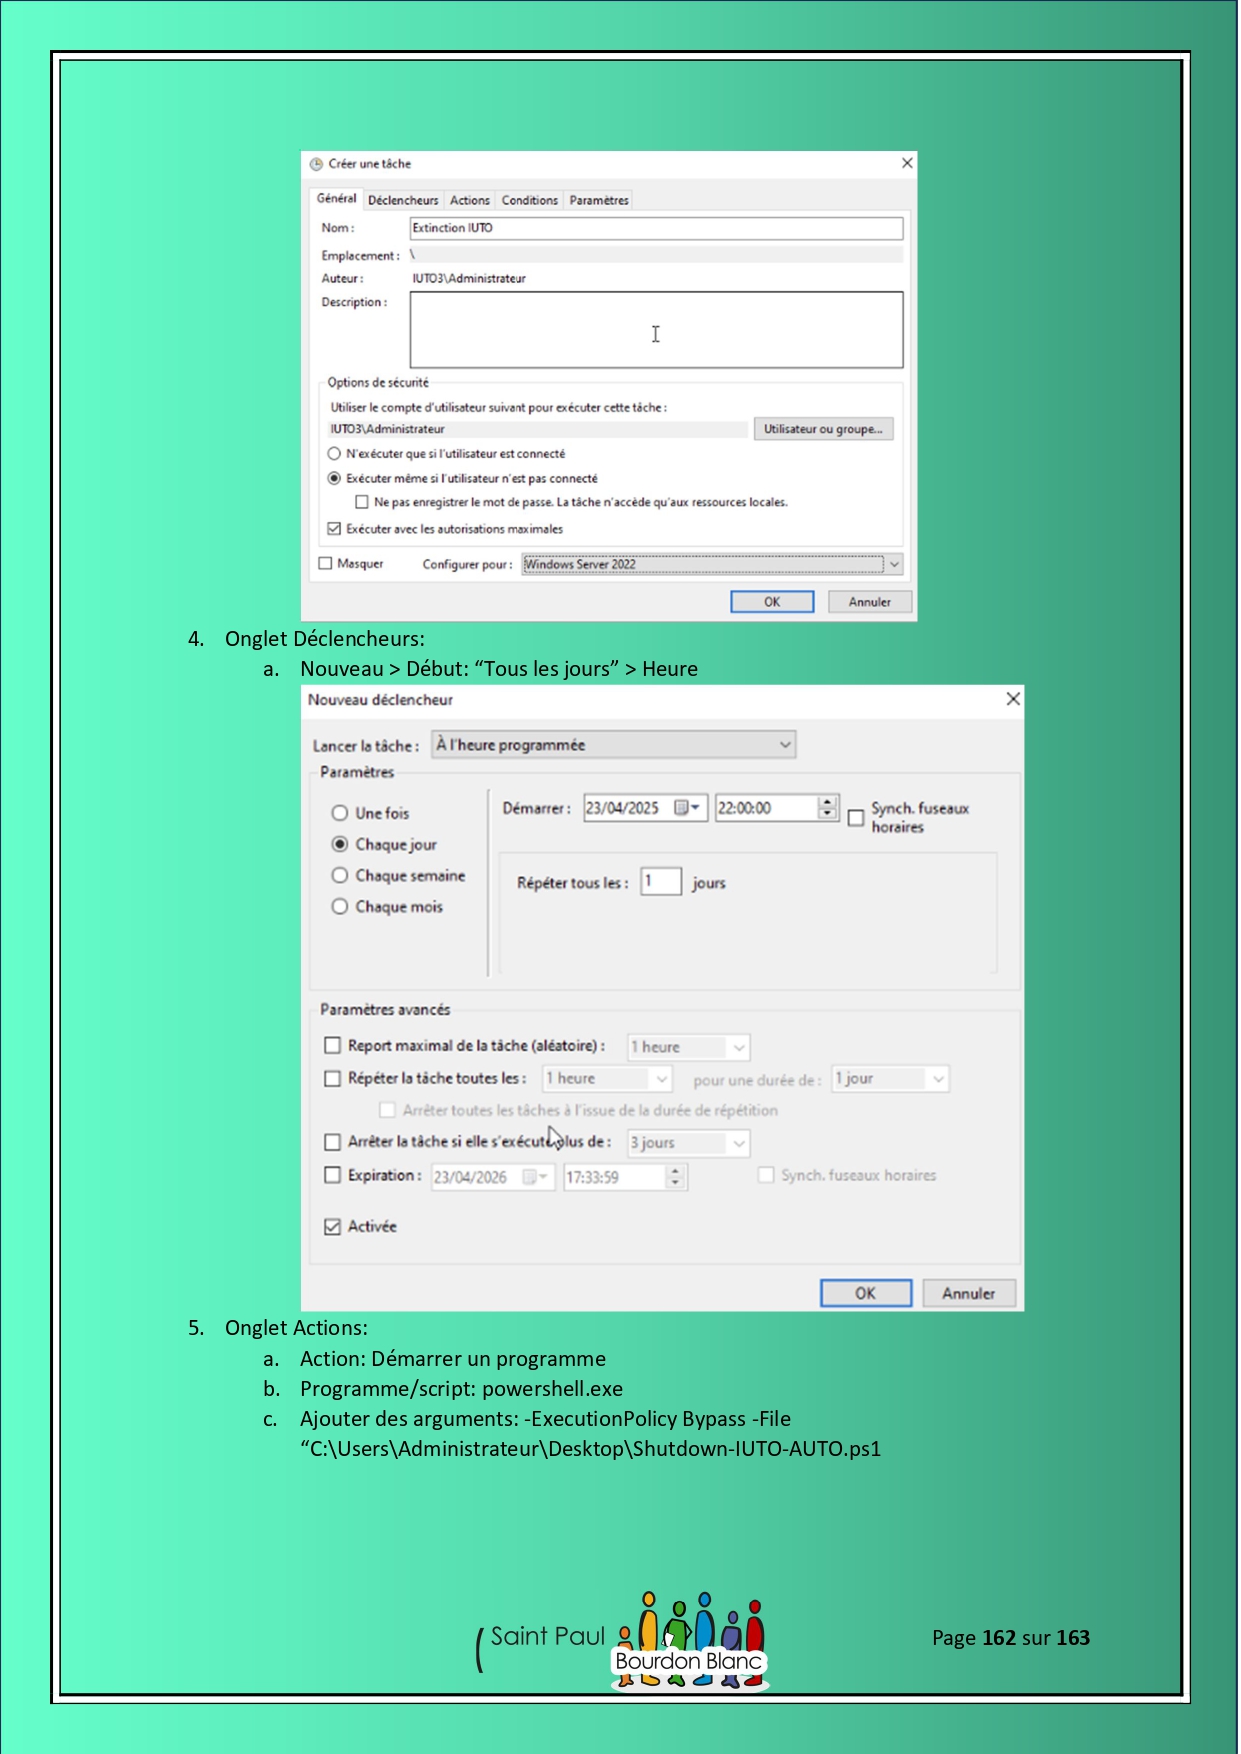 Créer une tâche
Général Déclencheurs Actions Conditions Paramètres
Nom : Extinction IUTO
Emplacement : \
Auteur : IUTO3\Administrateur
Description :
Options de sécurité
Utiliser le compte d'utilisateur suivant pour exécuter cette tâche :
IUTO3\Administrateur Utilisateur ou groupe...
N'exécuter que si l'utilisateur est connecté
Exécuter même si l'utilisateur n'est pas connecté
Ne pas enregistrer le mot de passe. La tâche n'accède qu'aux ressources locales.
Exécuter avec les autorisations maximales
Masquer Configurer pour : Windows Server 2022
OK Annuler
4. Onglet Déclencheurs:
a. Nouveau > Début: “Tous les jours” > Heure
Nouveau déclencheur
Lancer la tâche : À l'heure programmée
Paramètres
Une fois Démarrer : 23/04/2025 22:00:00 Synch. fuseaux
horaires
Chaque jour
Chaque semaine Répéter tous les : 1 jours
Chaque mois
Paramètres avancés
Report maximal de la tâche (aléatoire) : 1 heure
Répéter la tâche toutes les : 1 heure pour une durée de : 1 jour
Arrêter toutes les tâches à l'issue de la durée de répétition
Arrêter la tâche si elle s'exécute plus de : 3 jours
Expiration : 23/04/2026 17:33:59 Synch. fuseaux horaires
Activée
OK Annuler
5. Onglet Actions:
a. Action: Démarrer un programme
b. Programme/script: powershell.exe
c. Ajouter des arguments: -ExecutionPolicy Bypass -File
“C:\Users\Administrateur\Desktop\Shutdown-IUTO-AUTO.ps1
Saint Paul
Bourdon Blanc
Page 162 sur 163